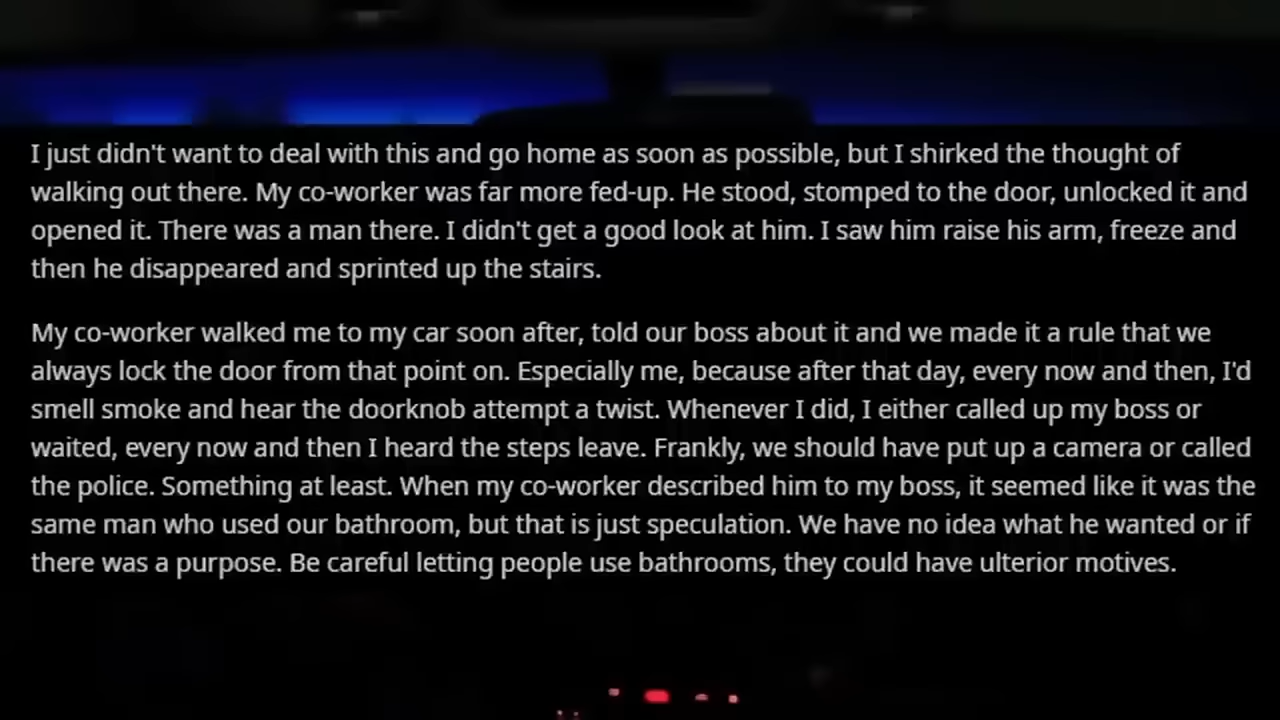 I just didn't want to deal with this and go home as soon as possible, but I shirked the thought of
walking out there. My co-worker was far more fed-up. He stood, stomped to the door, unlocked it and
opened it. There was a man there. I didn't get a good look at him. I saw him raise his arm, freeze and
then he disappeared and sprinted up the stairs.
My co-worker walked me to my car soon after, told our boss about it and we made it a rule that we
always lock the door from that point on. Especially me, because after that day, every now and then, I'd
smell smoke and hear the doorknob attempt a twist. Whenever I did, I either called up my boss or
waited, every now and then I heard the steps leave. Frankly, we should have put up a camera or called
the police. Something at least. When my co-worker described him to my boss, it seemed like it was the
same man who used our bathroom, but that is just speculation. We have no idea what he wanted or if
there was a purpose. Be careful letting people use bathrooms, they could have ulterior motives.